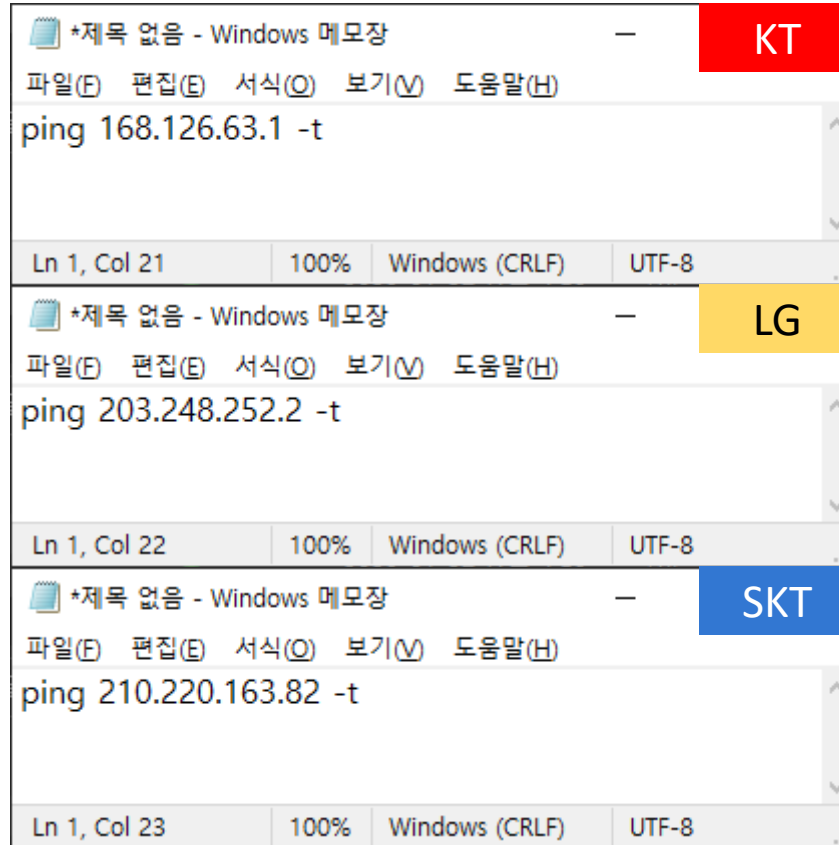 *제목 없음 - Windows 메모장
KT
파일(F) 편집(E) 서식(O) 보기(V) 도움말(H)
ping 168.126.63.1 -t
Ln 1, Col 21 100% Windows (CRLF) UTF-8
*제목 없음 - Windows 메모장
LG
파일(F) 편집(E) 서식(O) 보기(V) 도움말(H)
ping 203.248.252.2 -t
Ln 1, Col 22 100% Windows (CRLF) UTF-8
*제목 없음 - Windows 메모장
SKT
파일(F) 편집(E) 서식(O) 보기(V) 도움말(H)
ping 210.220.163.82 -t
Ln 1, Col 23 100% Windows (CRLF) UTF-8